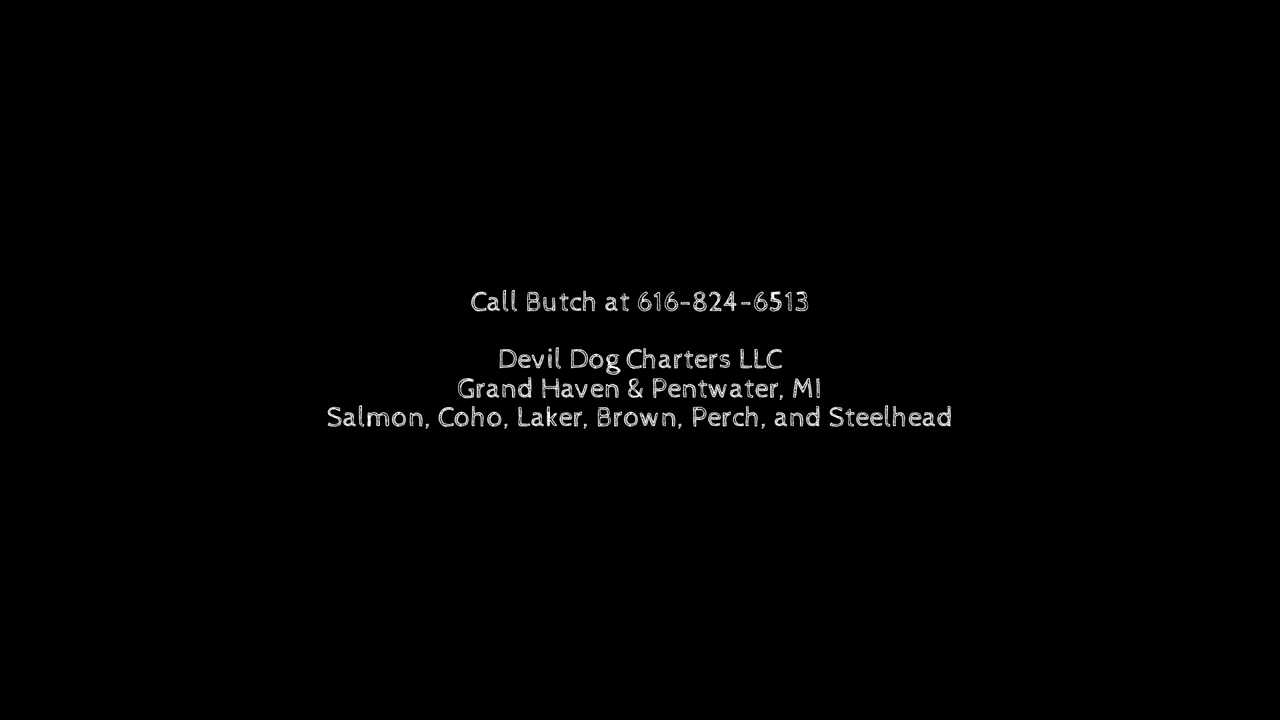 Call Butch at 616-824-6513
Devil Dog Charters LLC
Grand Haven & Pentwater, MI
Salmon, Coho, Laker, Brown, Perch, and Steelhead